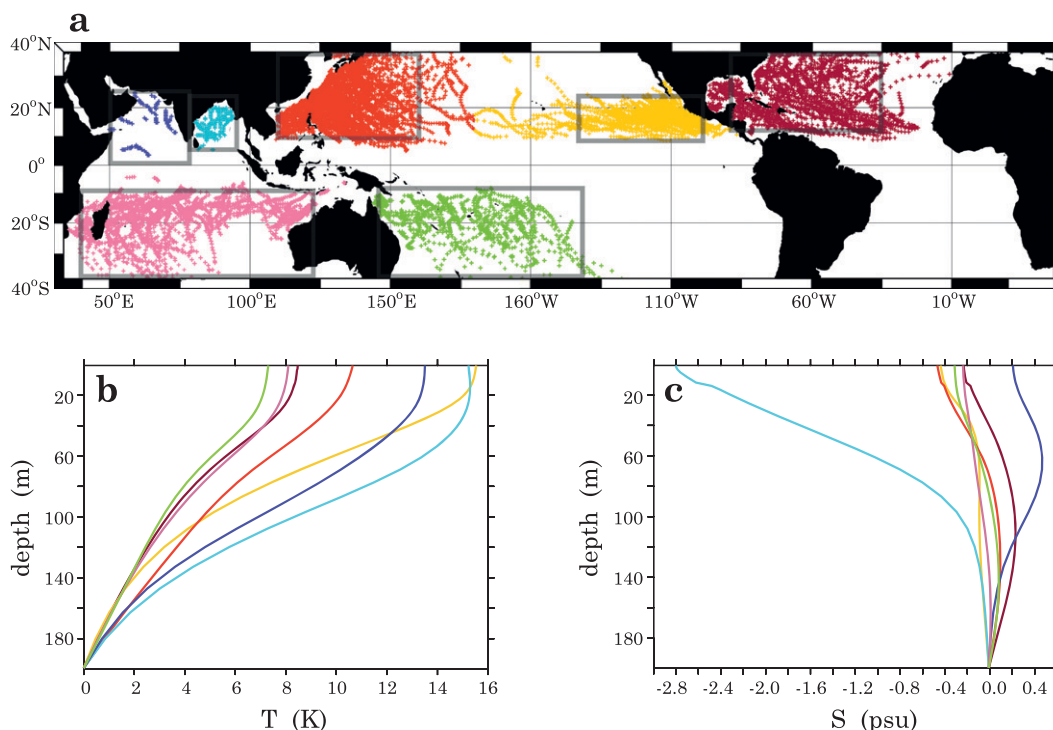 a
40°N
20°N
0°
20°S
40°S
50°E 100°E 150°E 160°W 110°W 60°W 10°W
b
20
60
100
140
180
depth (m)
0 2 4 6 8 10 12 14 16
T (K)
c
20
60
100
140
180
depth (m)
-2.8 -2.4 -2.0 -1.6 -1.2 -0.8 -0.4 0.0 0.4
S (psu)